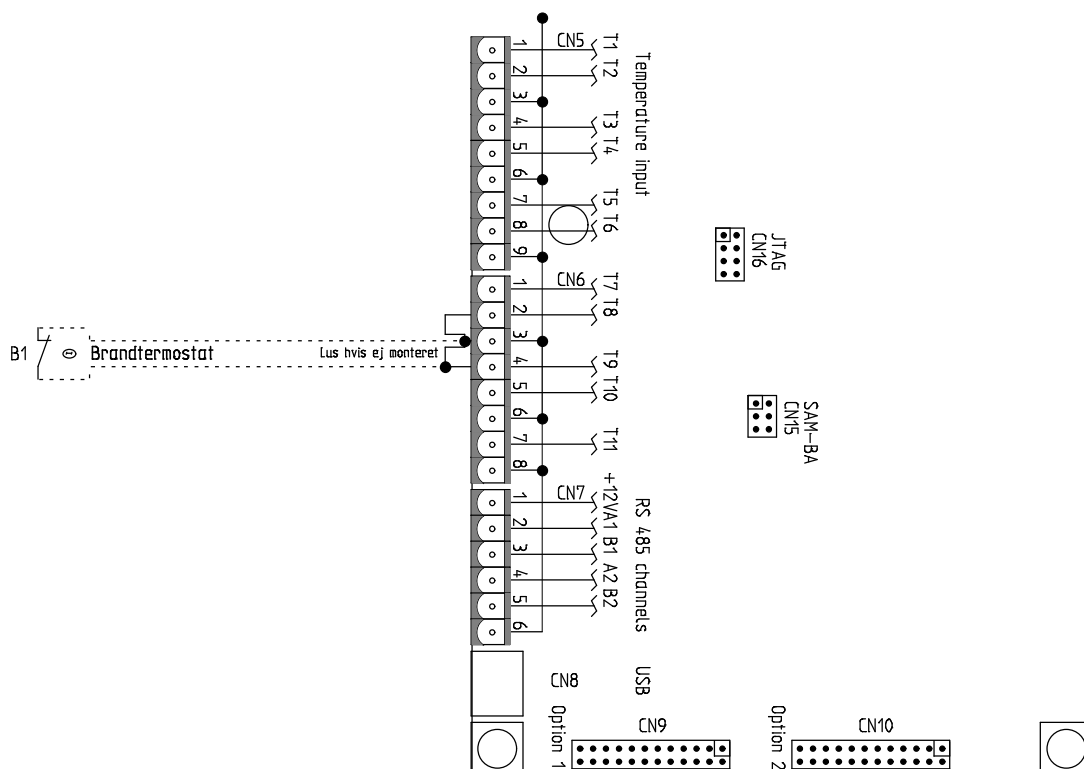 CN5
1
2
3
4
5
6
7
8
9
T1
T2
T3
T4
T5
T6
Temperature input
JTAG
CN16
CN6
1
2
3
4
5
6
7
8
T7
T8
T9
T10
T11
B1
Brandtermostat
Lus hvis ej monteret
SAM-BA
CN15
CN7
1
2
3
4
5
6
+12V
A1
B1
A2
B2
RS 485 channels
CN8
USB
Option 1
CN9
Option 2
CN10